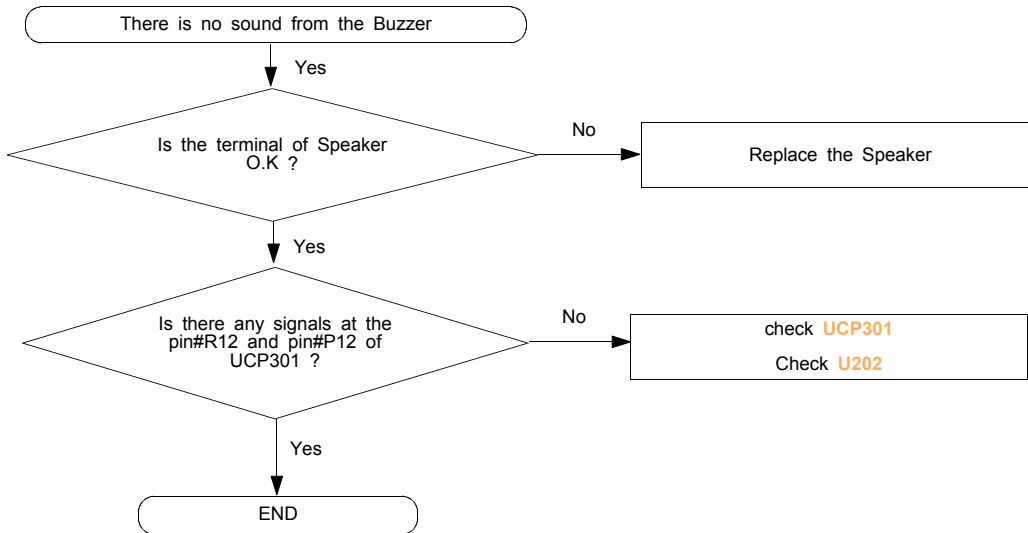 There is no sound from the Buzzer
Yes
Is the terminal of Speaker
O.K ?
No
Replace the Speaker
Yes
Is there any signals at the
pin#R12 and pin#P12 of
UCP301 ?
No
check UCP301
Check U202
Yes
END